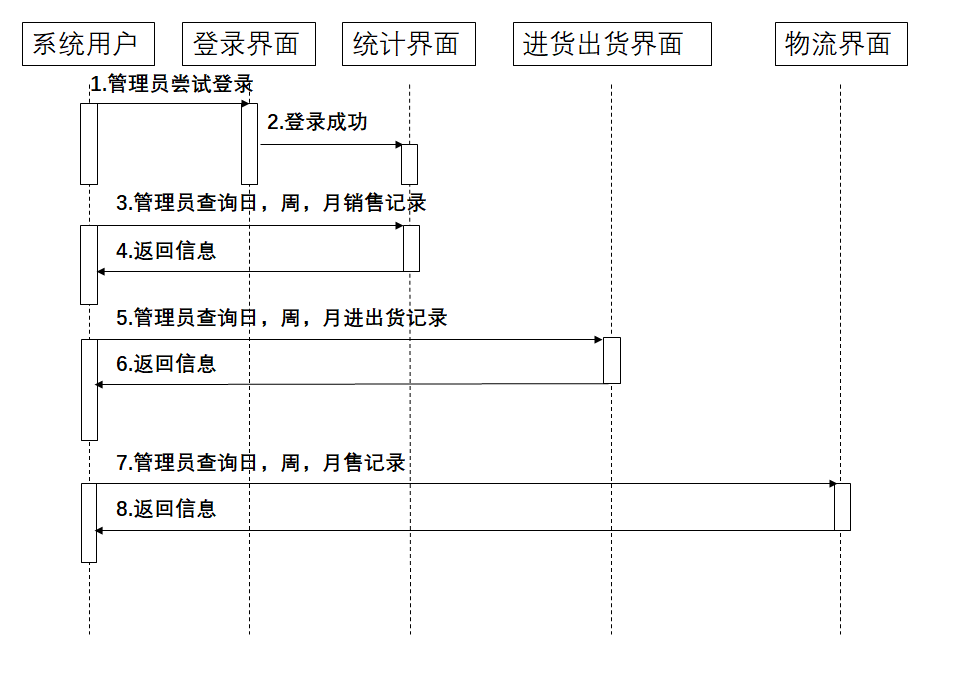 系统用户
登录界面
统计界面
进货出货界面
物流界面
1.管理员尝试登录
2.登录成功
3.管理员查询日，周，月销售记录
4.返回信息
5.管理员查询日，周，月进出货记录
6.返回信息
7.管理员查询日，周，月售记录
8.返回信息